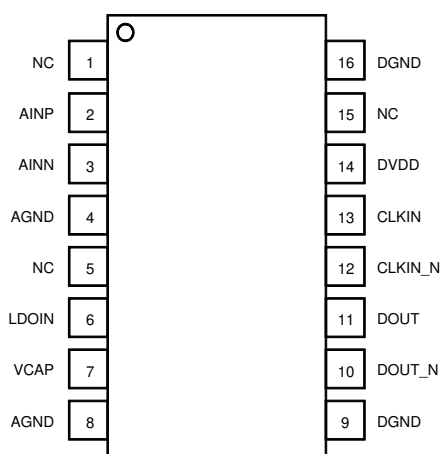 NC 1 16 DGND
AINP 2 15 NC
AINN 3 14 DVDD
AGND 4 13 CLKIN
NC 5 12 CLKIN_N
LDOIN 6 11 DOUT
VCAP 7 10 DOUT_N
AGND 8 9 DGND